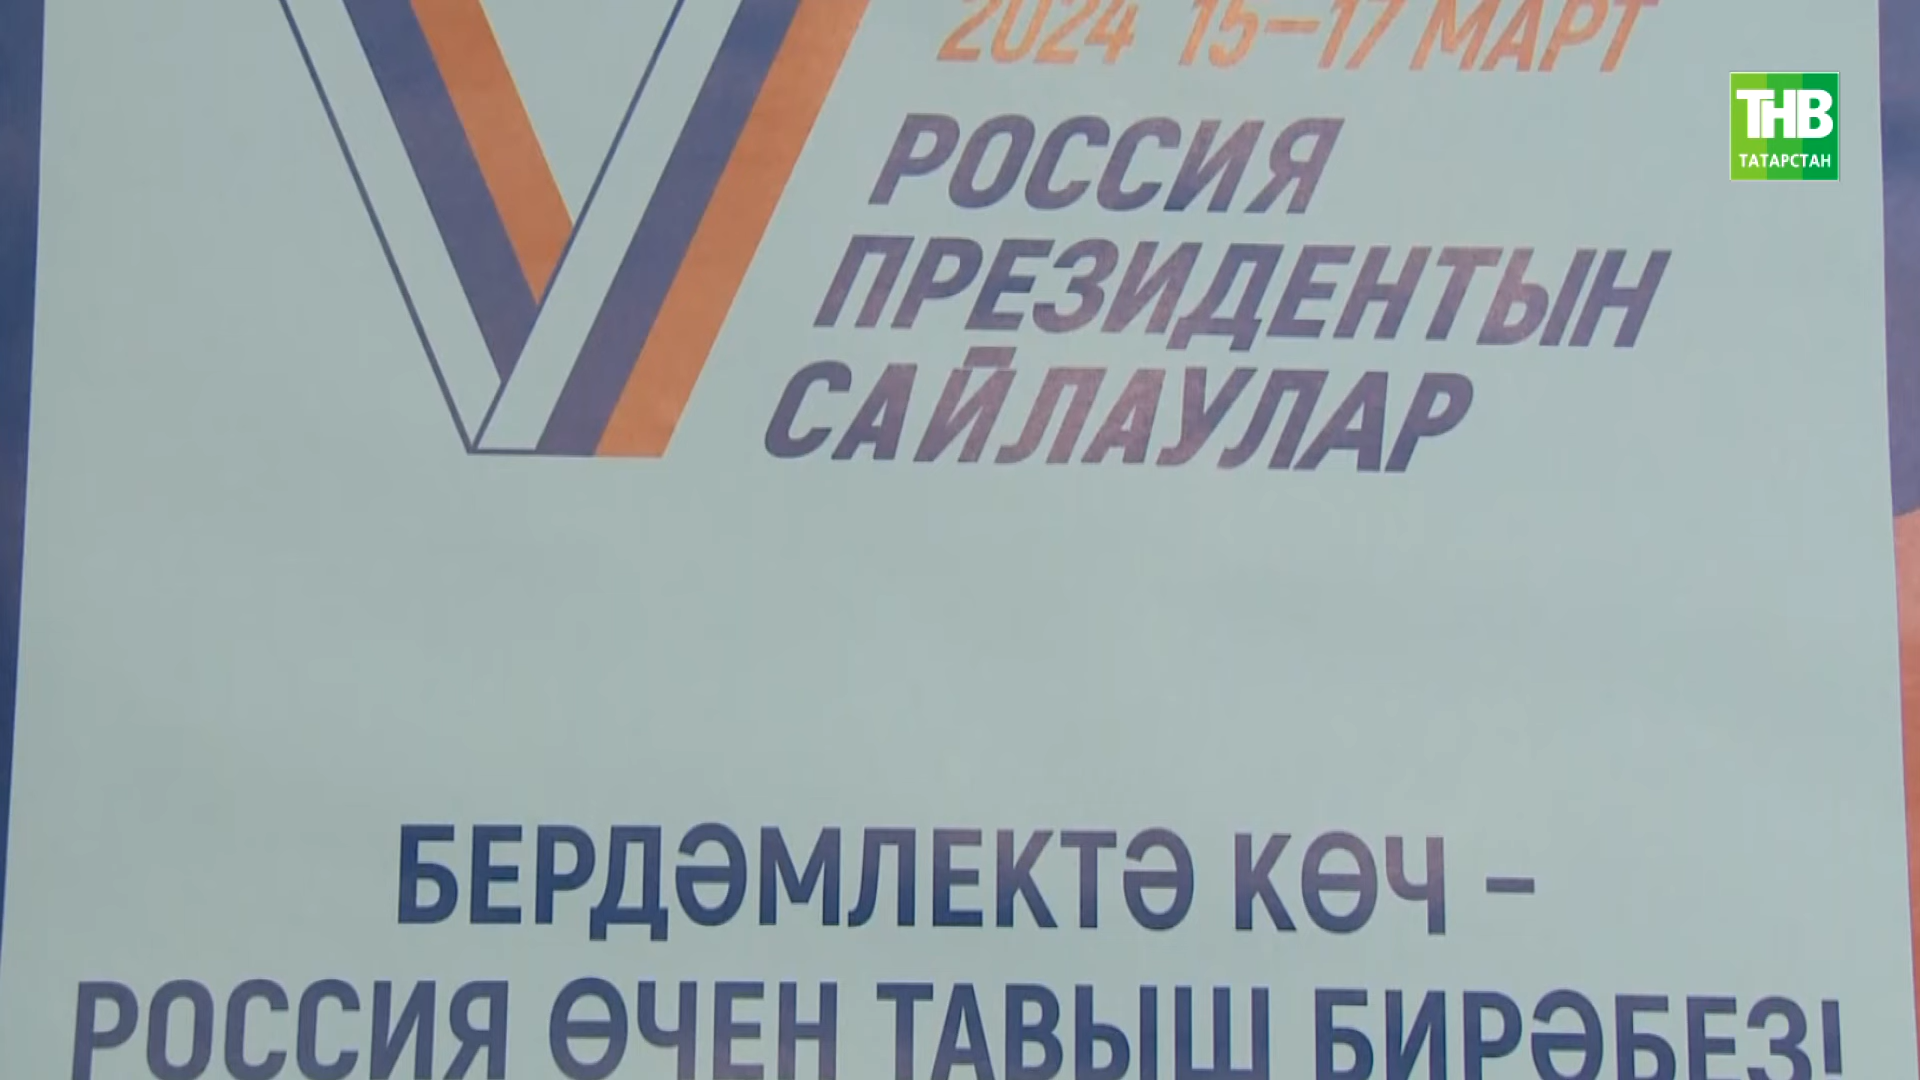 2024 15–17 МАРТ
РОССИЯ
ПРЕЗИДЕНТЫН
САЙЛАУЛАР
ТНВ
ТАТАРСТАН
БЕРДӘМЛЕКТӘ КӨЧ –
РОССИЯ ӨЧЕН ТАВЫШ БИРӘБЕЗ!